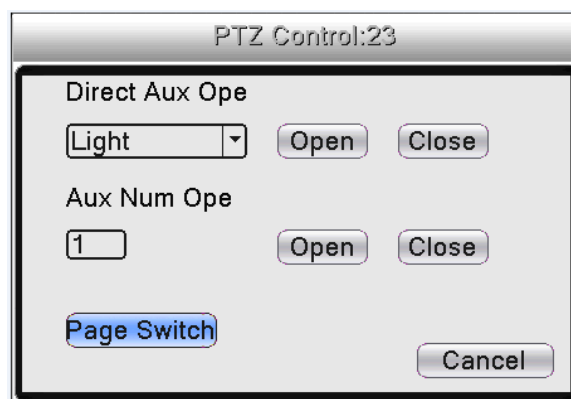 PTZ Control:23
Direct Aux Ope
Light Open Close
Aux Num Ope
1 Open Close
Page Switch
Cancel